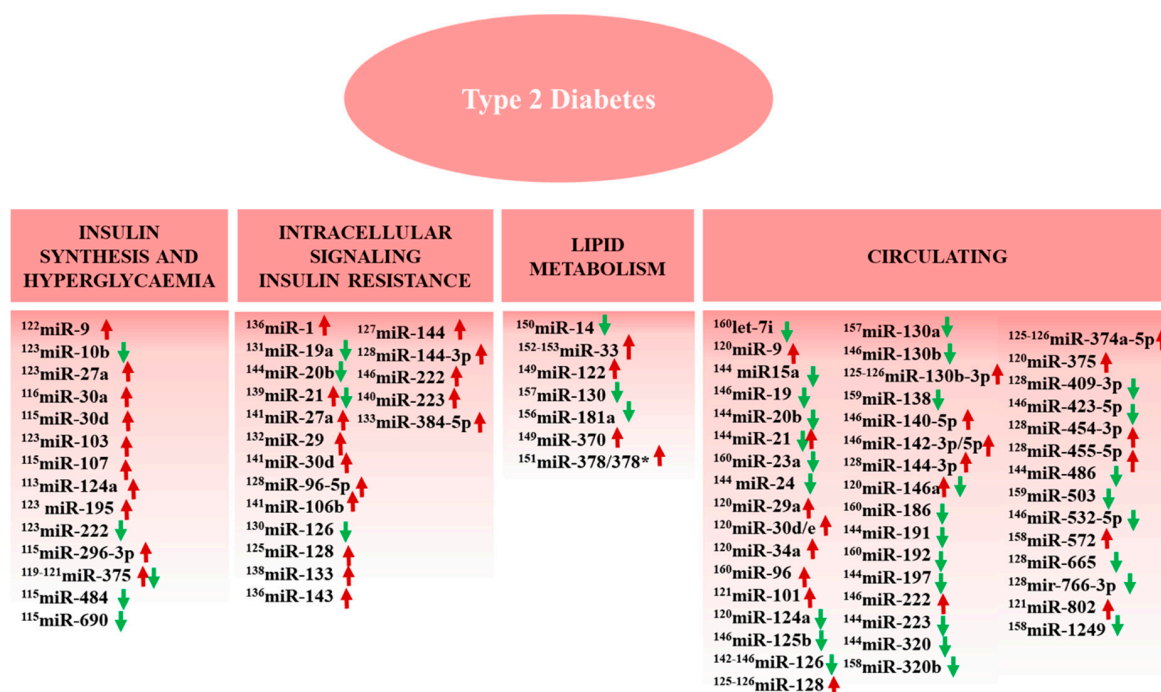 Type 2 Diabetes
INSULIN
SYNTHESIS AND
HYPERGLYCAEMIA
122miR-9 ↑
123miR-10b ↓
123miR-27a ↑
116miR-30a ↑
115miR-30d ↑
123miR-103 ↑
115miR-107 ↑
113miR-124a ↑
123 miR-195 ↑
123miR-222 ↓
115miR-296-3p ↑
119-121miR-375 ↑↓
115miR-484 ↓
115miR-690 ↓
INTRACELLULAR
SIGNALING
INSULIN RESISTANCE
136miR-1 ↑
131miR-19a ↓
144miR-20b ↓
139miR-21 ↑↓
141miR-27a ↑
132miR-29 ↑
141miR-30d ↑
128miR-96-5p ↑
141miR-106b ↑
130miR-126 ↓
125miR-128 ↑
138miR-133 ↑
136miR-143 ↑
127miR-144 ↑
128miR-144-3p ↑
146miR-222 ↑
140miR-223 ↑
133miR-384-5p ↑
LIPID
METABOLISM
150miR-14 ↓
152-153miR-33 ↑
149miR-122 ↑
157miR-130 ↓
156miR-181a ↓
149miR-370 ↑
151miR-378/378* ↑
CIRCULATING
160let-7i ↓
120miR-9 ↑
144 miR15a ↓
146miR-19 ↓
144miR-20b ↓
144miR-21 ↓↑
160miR-23a ↓
144 miR-24 ↓
120miR-29a ↑
120miR-30d/e ↑
120miR-34a ↑
160miR-96 ↑
121miR-101 ↑
120miR-124a ↓
146miR-125b ↓
142-146miR-126 ↓
125-126miR-128 ↑
157miR-130a ↓
146miR-130b ↓
125-126miR-130b-3p ↑
159miR-138 ↓
146miR-140-5p ↑
146miR-142-3p/5p ↑
128miR-144-3p ↑
120miR-146a ↑↓
160miR-186 ↓
144miR-191 ↓
160miR-192 ↓
144miR-197 ↓
146miR-222 ↑
144miR-223 ↓
144miR-320 ↓
158miR-320b ↓
125-126miR-374a-5p ↑
120miR-375 ↑
128miR-409-3p ↓
146miR-423-5p ↓
128miR-454-3p ↑
128miR-455-5p ↑
144miR-486 ↓
159miR-503 ↓
146miR-532-5p ↓
158miR-572 ↑
128miR-665 ↓
128mir-766-3p ↓
121miR-802 ↑
158miR-1249 ↓